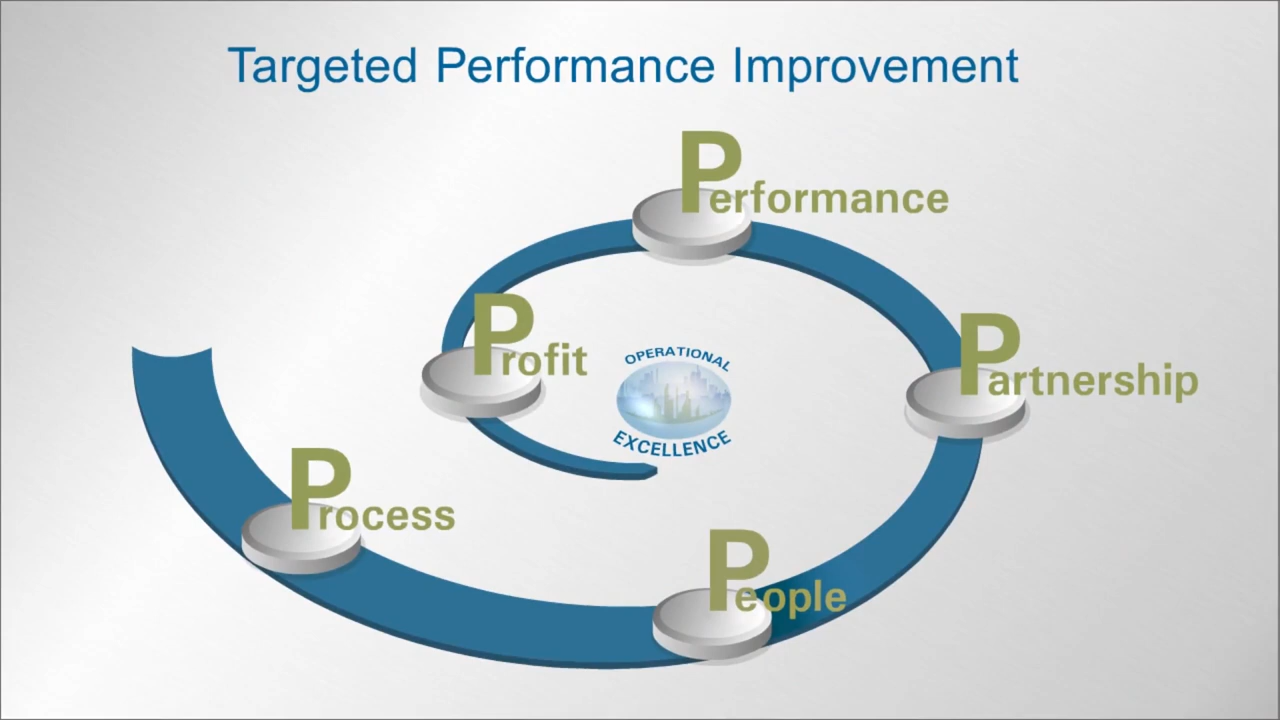 Targeted Performance Improvement
Performance
Profit
Partnership
OPERATIONAL
EXCELLENCE
Process
People